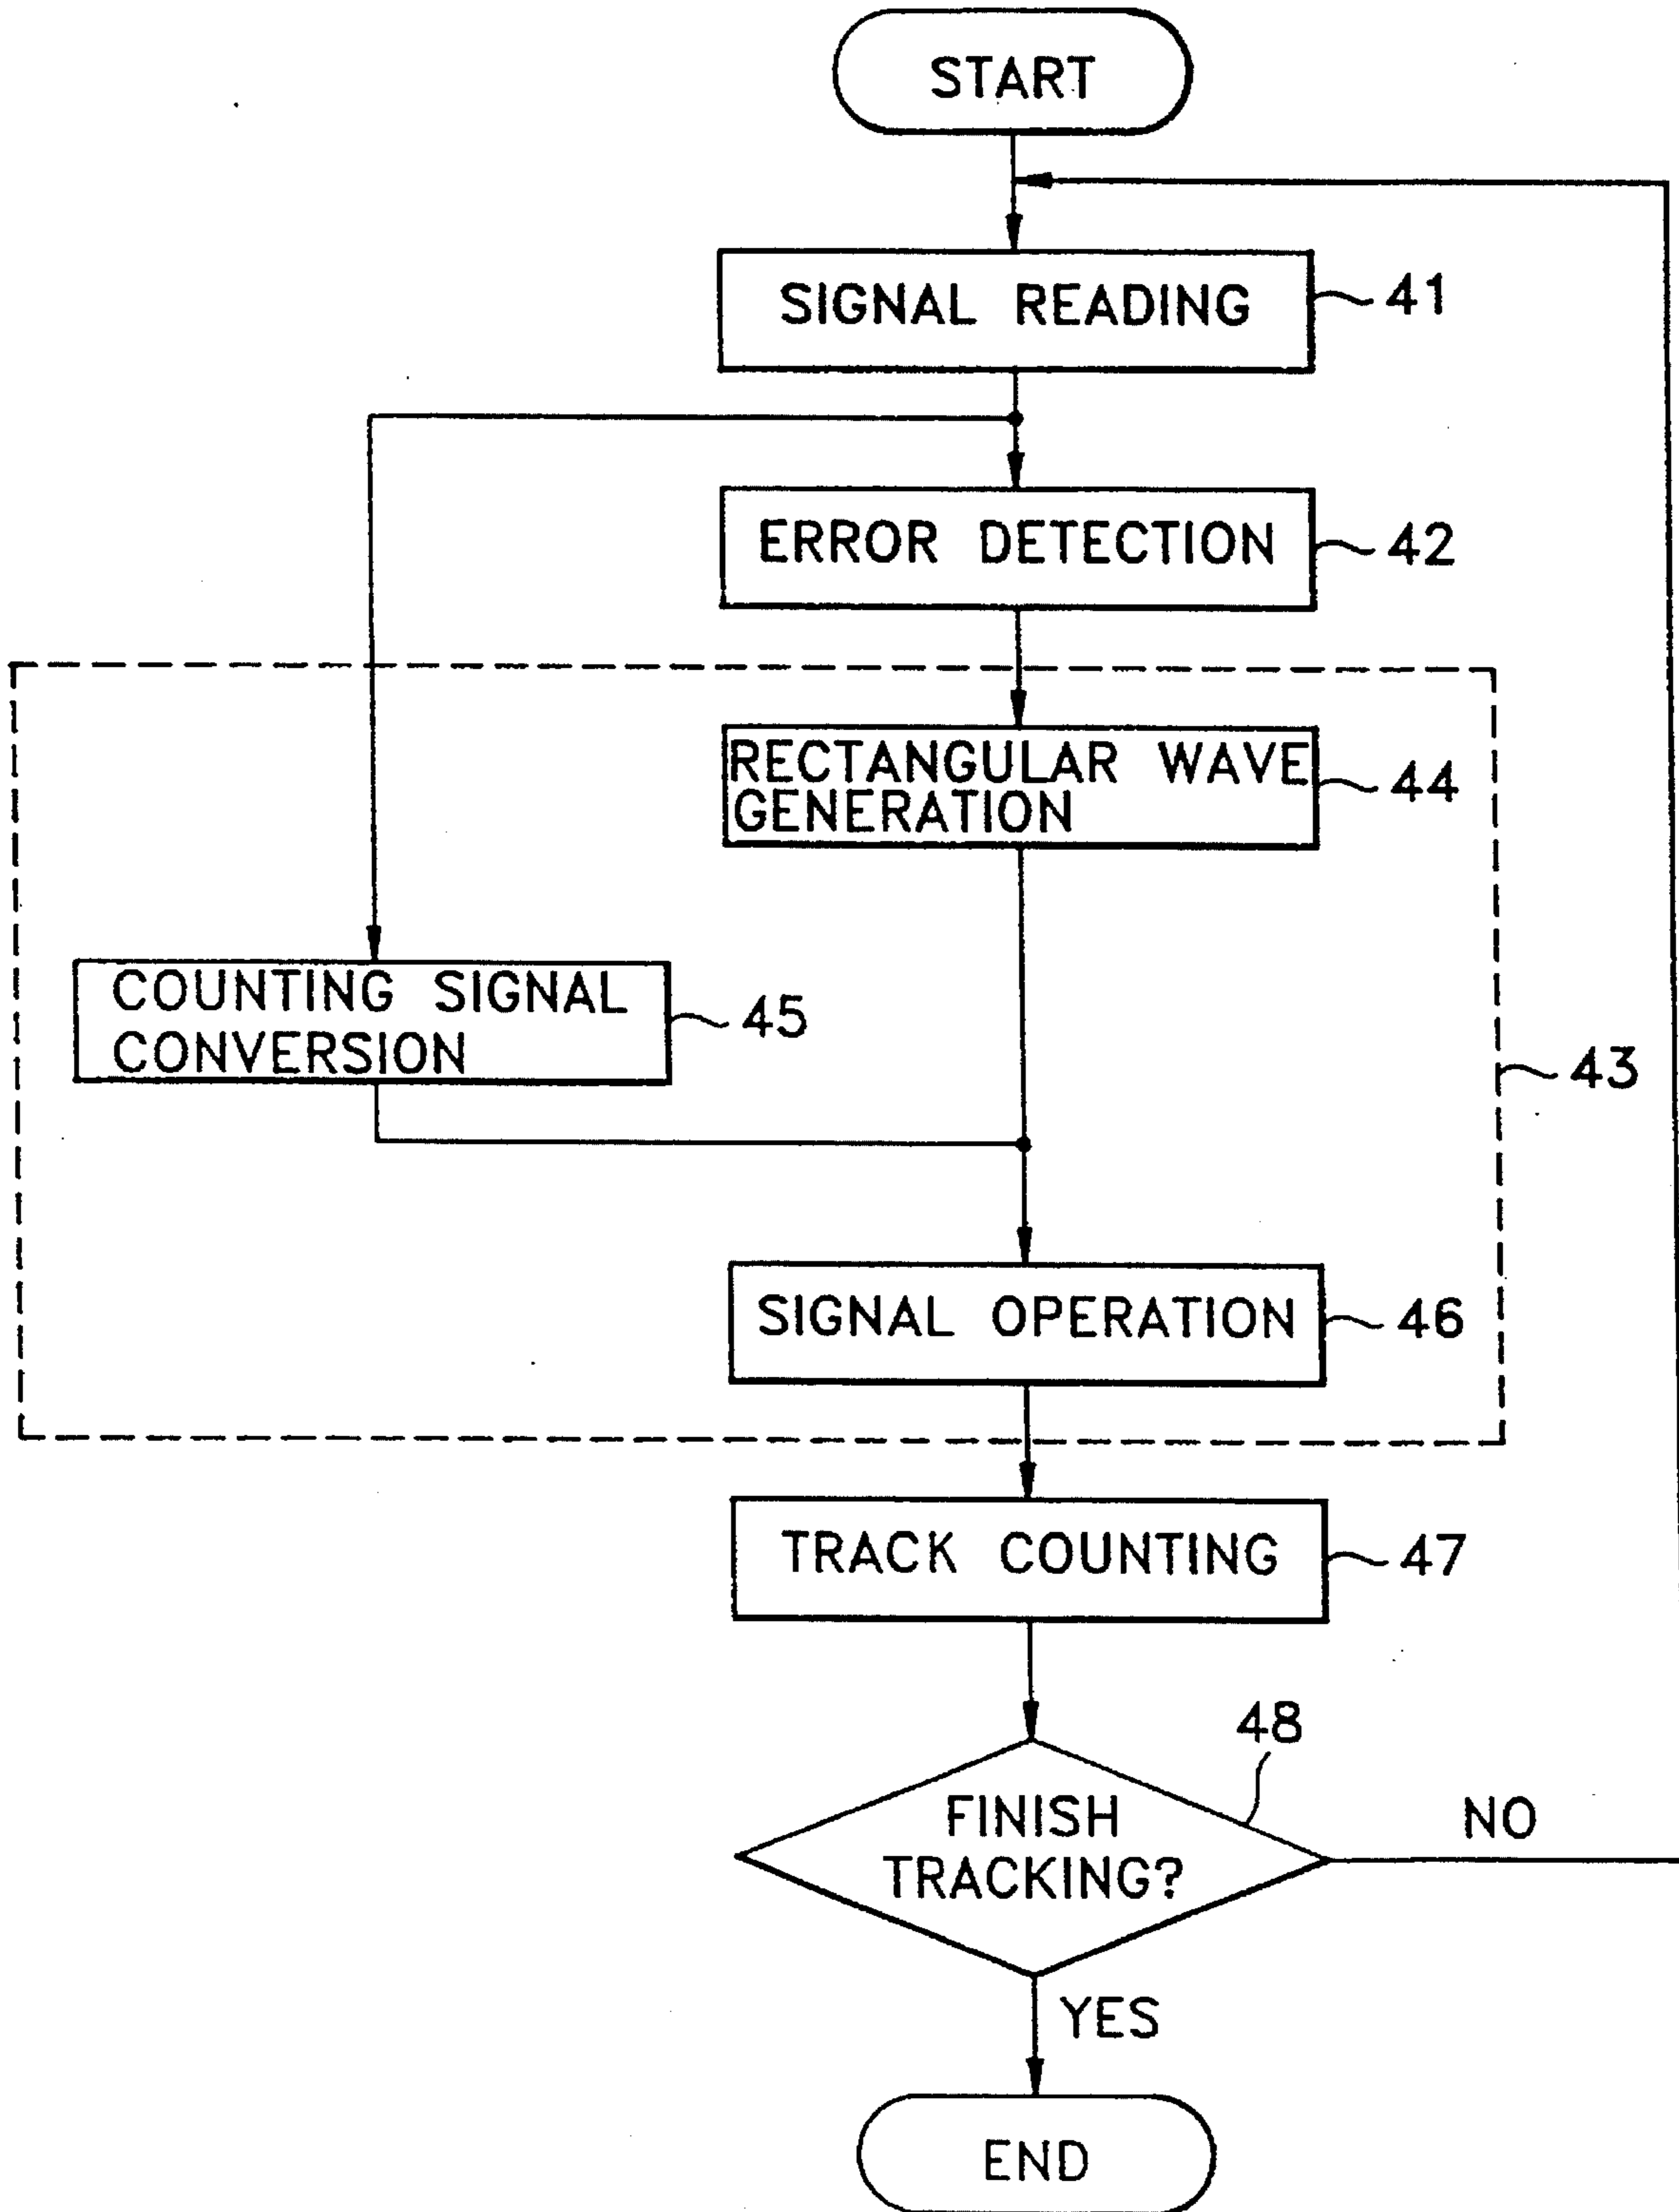 START
SIGNAL READING
41
ERROR DETECTION
42
RECTANGULAR WAVE
GENERATION
44
COUNTING SIGNAL
CONVERSION
45
43
SIGNAL OPERATION
46
TRACK COUNTING
47
48
FINISH
TRACKING?
NO
YES
END